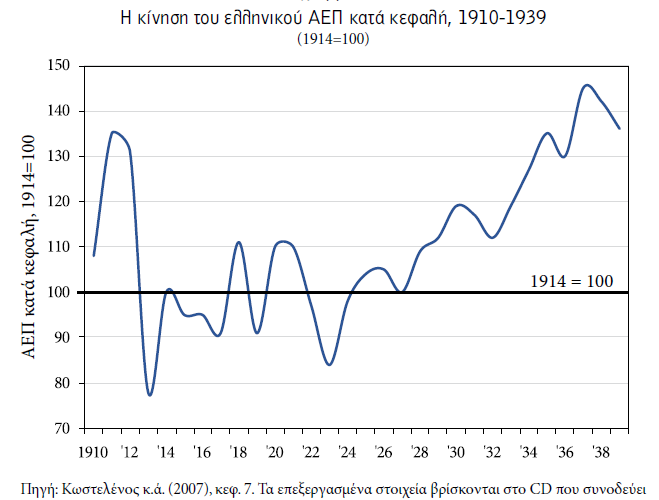 Η κίνηση του ελληνικού ΑΕΠ κατά κεφαλή, 1910-1939
(1914=100)
ΑΕΠ κατά κεφαλή, 1914=100
150
140
130
120
110
100
90
80
70
1914 = 100
1910 '12 '14 '16 '18 '20 '22 '24 '26 '28 '30 '32 '34 '36 '38
Πηγή: Κωστελένος κ.ά. (2007), κεφ. 7. Τα επεξεργασμένα στοιχεία βρίσκονται στο CD που συνοδεύει